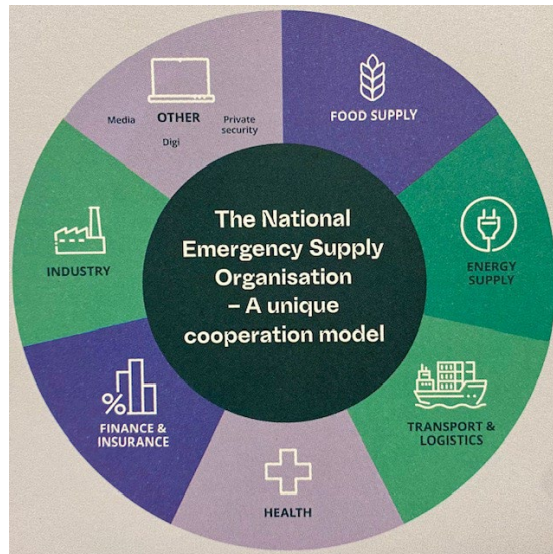 The National
Emergency Supply
Organisation
– A unique
cooperation model
FOOD SUPPLY
ENERGY
SUPPLY
TRANSPORT &
LOGISTICS
HEALTH
%
FINANCE &
INSURANCE
INDUSTRY
OTHER
Media
Digi
Private
security